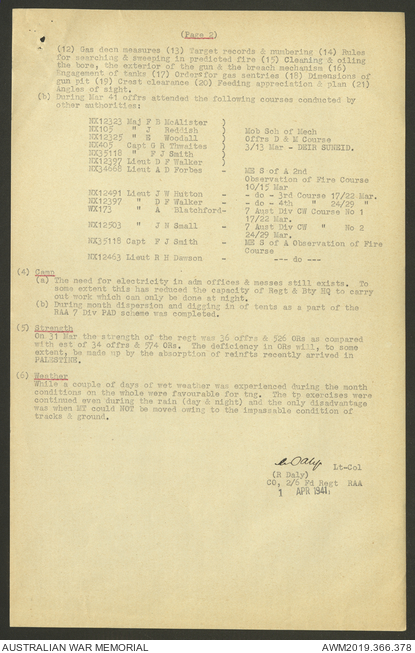 (Page 2)
(12) Gas decn measures (13) Target records & numbering (14) Rules
for searching & sweeping in predicted fire (15) Cleaning & oiling
the bore, the exterior of the gun & the breach mechanism (16)
Engagement of tanks (17) Orders for gas sentries (18) Dimensions of
gun pit (19) Crest clearance (20) Feeding appreciation & plan (21)
Angles of sight.
(b) During Mar 41 offrs attended the following courses conducted by
other authorities:
NX12323 Maj F B McAlister )
NX105 " J Reddish )
NX12325 " E Woodall ) Mob Sch of Mech
NX405 Capt G R Thwaites ) Offrs D & M Course
NX35118 " F J Smith ) 3/13 Mar - DEIR SUNEID.
NX12397 Lieut D F Walker )
NX34668 Lieut A D Forbes - ME S of A 2nd
Observation of Fire Course
10/15 Mar
NX12491 Lieut J W Hutton - - do - 3rd Course 17/22 Mar.
NX12397 " D F Walker - - do - 4th " 24/29 "
WX173 " A Blatchford- 7 Aust Div CW Course No 1
17/22 Mar.
NX12503 " J N Small - 7 Aust Div CW " No 2
24/29 Mar.
NX35118 Capt F J Smith - ME S of A Observation of Fire
Course
NX12463 Lieut R H Dawson - --- do ---
(4) Camp
(a) The need for electricity in adm offices & messes still exists. To
some extent this has reduced the capacity of Regt & Bty HQ to carry
out work which can only be done at night.
(b) During month dispersion and digging in of tents as a part of the
RAA 7 Div PAD scheme was completed.
(5) Strength
On 31 Mar the strength of the regt was 36 offrs & 526 ORs as compared
with est of 34 offrs & 574 ORs. The deficiency in ORs will, to some
extent, be made up by the absorption of reinfts recently arrived in
PALESTINE.
(6) Weather
While a couple of days of wet weather was experienced during the month
conditions on the whole were favourable for tng. The tp exercises were
continued even during the rain (day & night) and the only disadvantage
was when MT could NOT be moved owing to the impassable condition of
tracks & ground.
Lt-Col
(R Daly)
CO, 2/6 Fd Regt RAA
1 APR 1941
AUSTRALIAN WAR MEMORIAL
AWM2019.366.378